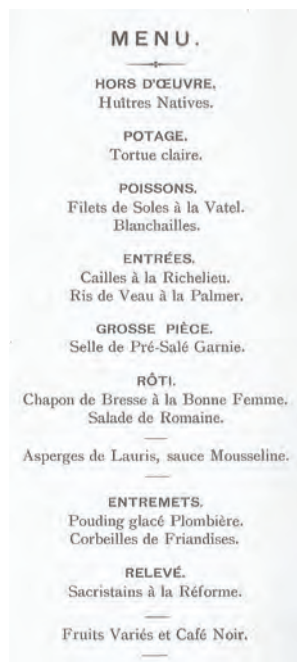 MENU.
HORS D'ŒUVRE.
Huîtres Natives.
POTAGE.
Tortue claire.
POISSONS.
Filets de Soles à la Vatel.
Blanchailles.
ENTRÉES.
Cailles à la Richelieu.
Ris de Veau à la Palmer.
GROSSE PIÈCE.
Selle de Pré-Salé Garnie.
RÔTI.
Chapon de Bresse à la Bonne Femme.
Salade de Romaine.
Asperges de Lauris, sauce Mousseline.
ENTREMETS.
Pouding glacé Plombière.
Corbeilles de Friandises.
RELEVÉ.
Sacristains à la Réforme.
Fruits Variés et Café Noir.